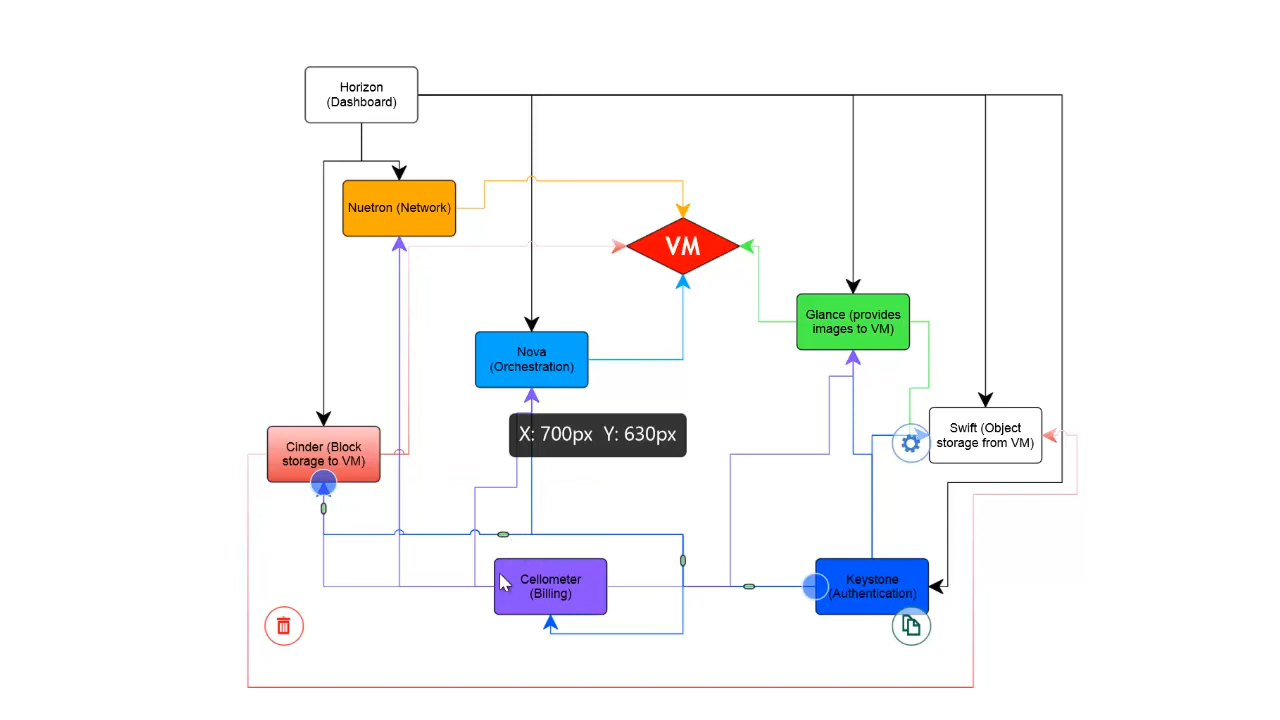 Horizon
(Dashboard)
Nuetron (Network)
VM
Glance (provides
images to VM)
Nova
(Orchestration)
X: 700px Y: 630px
Swift (Object
storage from VM)
Cinder (Block
storage to VM)
Cellometer
(Billing)
Keystone
(Authentication)